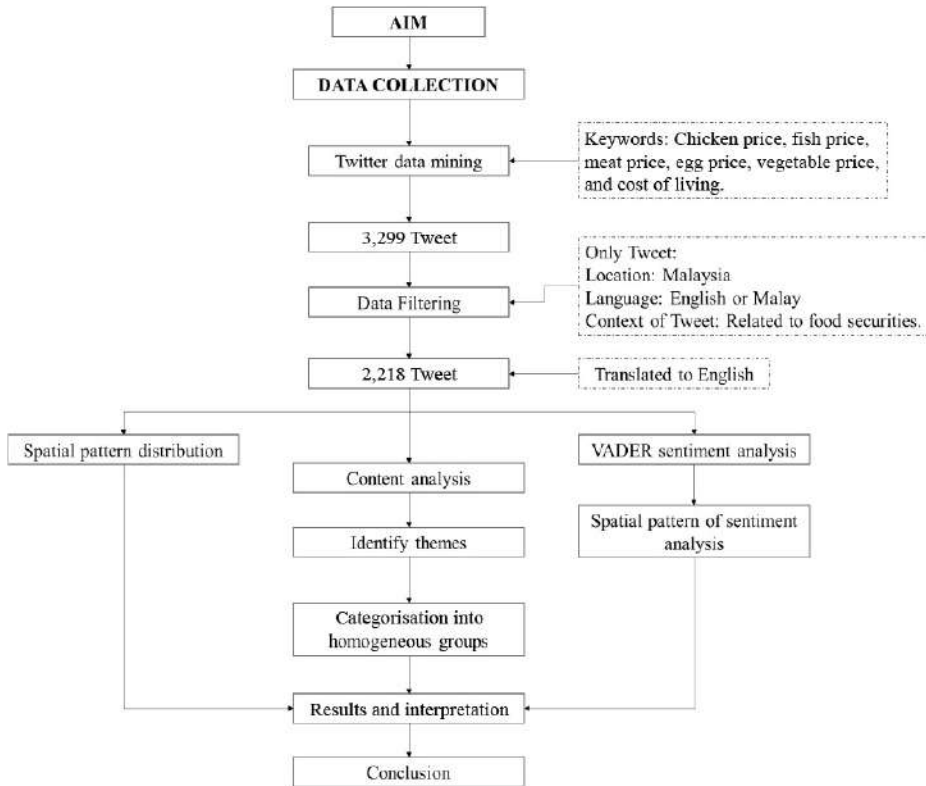 AIM
DATA COLLECTION
Twitter data mining
Keywords: Chicken price, fish price,
meat price, egg price, vegetable price,
and cost of living.
3,299 Tweet
Only Tweet:
Location: Malaysia
Language: English or Malay
Context of Tweet: Related to food securities.
Data Filtering
2,218 Tweet
Translated to English
Spatial pattern distribution
Content analysis
Identify themes
Categorisation into
homogeneous groups
VADER sentiment analysis
Spatial pattern of sentiment
analysis
Results and interpretation
Conclusion